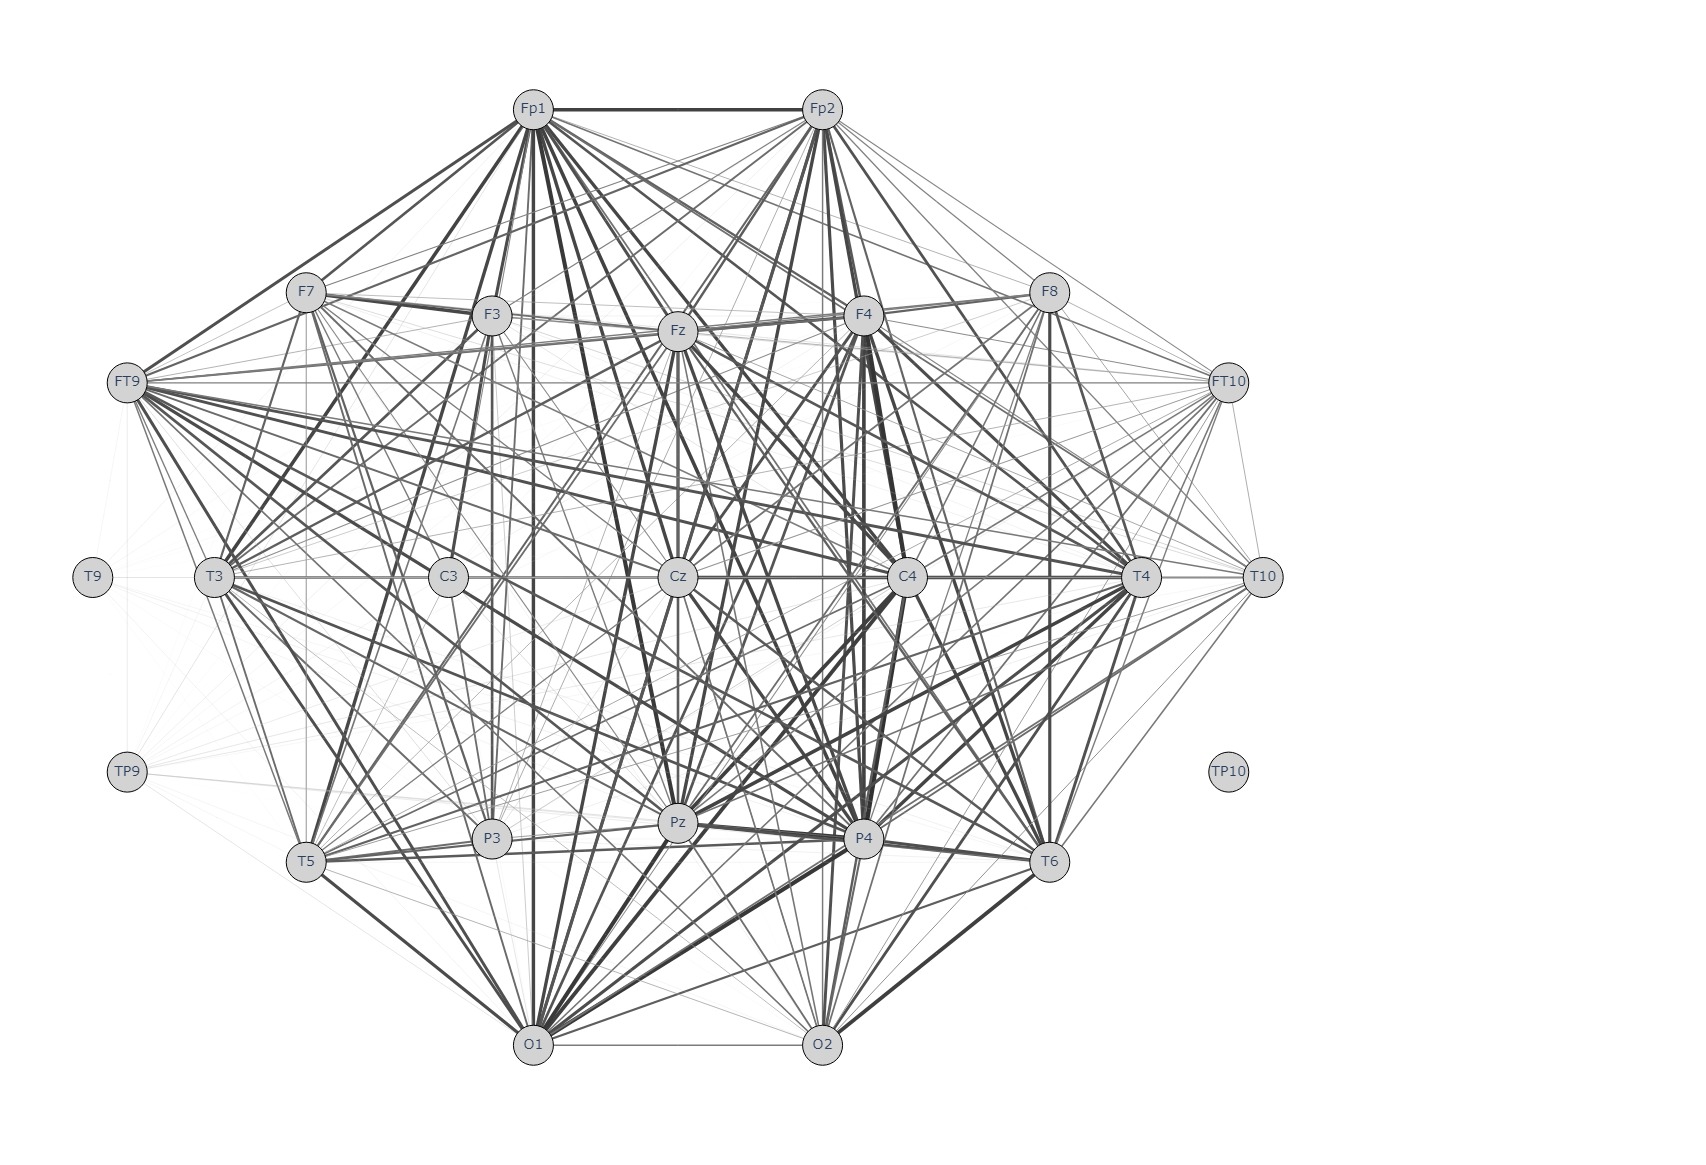 Fp1 Fp2
F7 F3 Fz F4 F8
FT9 FT10
T9 T3 C3 Cz C4 T4 T10
TP9 TP10
T5 P3 Pz P4 T6
O1 O2